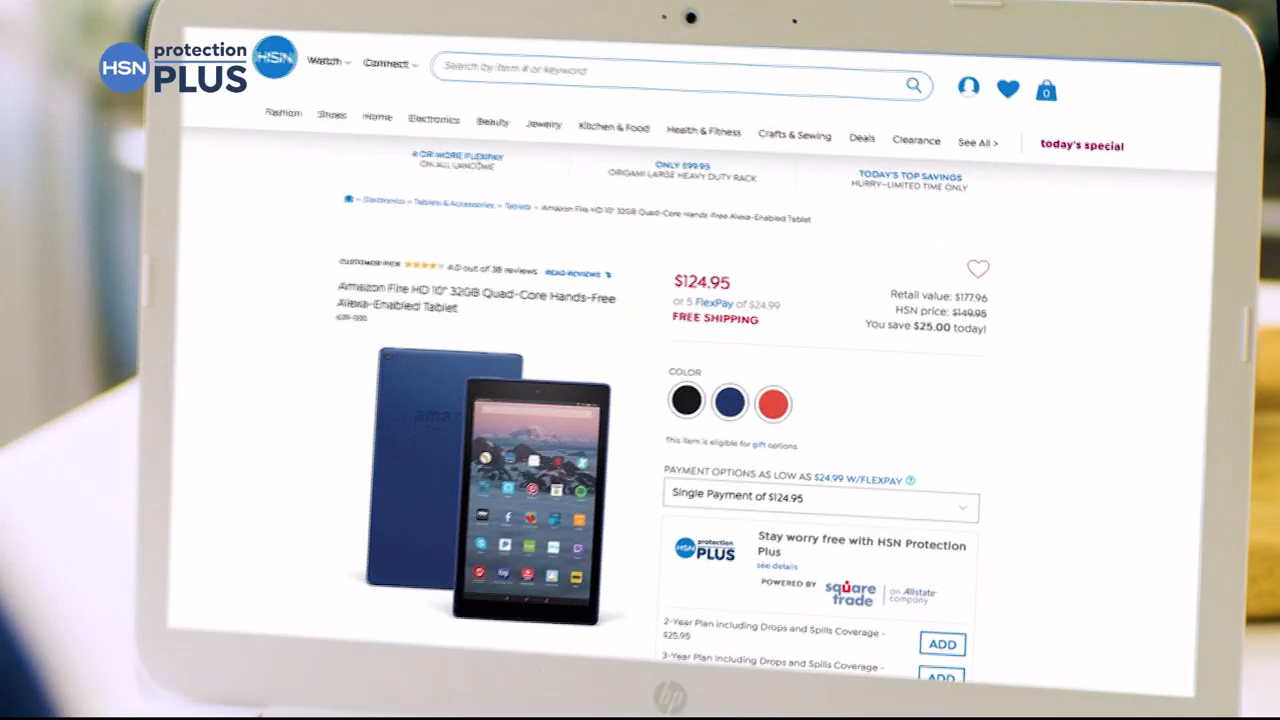 HSN protection PLUS
HSN Watch Connect Search by item # or keyword 0
Fashion Shoes Home Electronics Beauty Jewelry Kitchen & Food Health & Fitness Crafts & Sewing Deals Clearance See All > today's special
ON ALL LANCOME
ONLY $99.95
ORIGAMI LARGE HEAVY DUTY RACK
TODAY'S TOP SAVINGS
HURRY–LIMITED TIME ONLY
> Electronics > Tablets & Accessories > Tablets > Amazon Fire HD 10" 32GB Quad-Core Hands-Free Alexa-Enabled Tablet
CUSTOMER PICK 4.0 out of 38 reviews READ REVIEWS
Amazon Fire HD 10" 32GB Quad-Core Hands-Free
Alexa-Enabled Tablet
$124.95
or 5 FlexPay of $24.99
FREE SHIPPING
Retail value: $177.96
HSN price: $149.95
You save $25.00 today!
COLOR
This item is eligible for gift options.
PAYMENT OPTIONS AS LOW AS $24.99 W/FLEXPAY ?
Single Payment of $124.95
HSN protection PLUS
Stay worry free with HSN Protection
Plus
see details
POWERED BY square trade an Allstate company
2-Year Plan Including Drops and Spills Coverage -
$25.95
ADD
3-Year Plan Including Drops and Spills Coverage -
ADD
hp